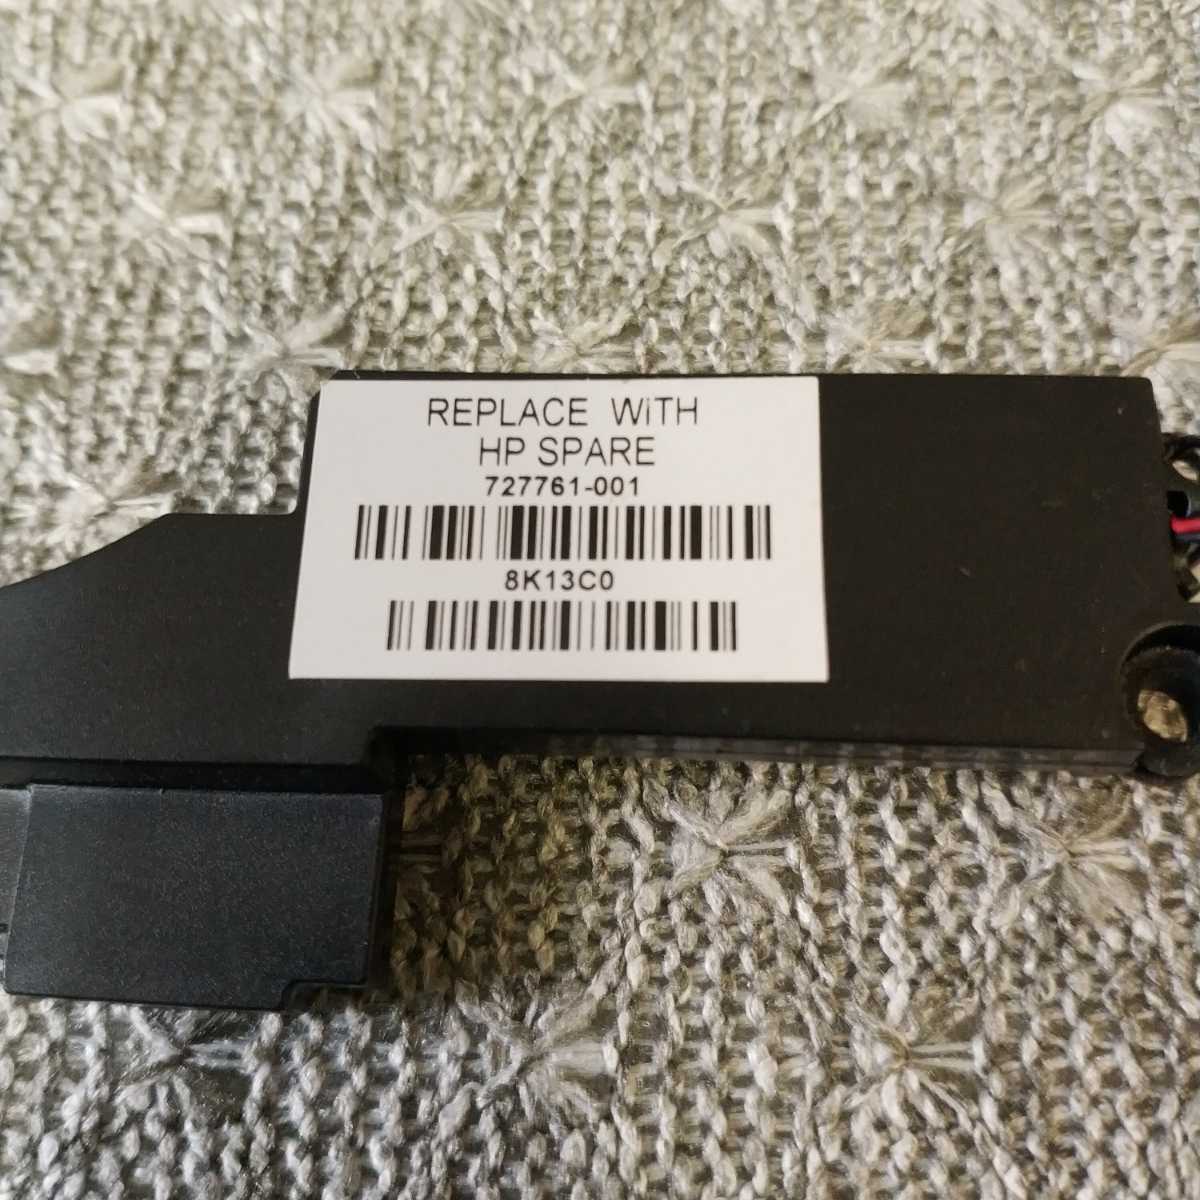 REPLACE WiTH
HP SPARE
727761-001
8K13C0